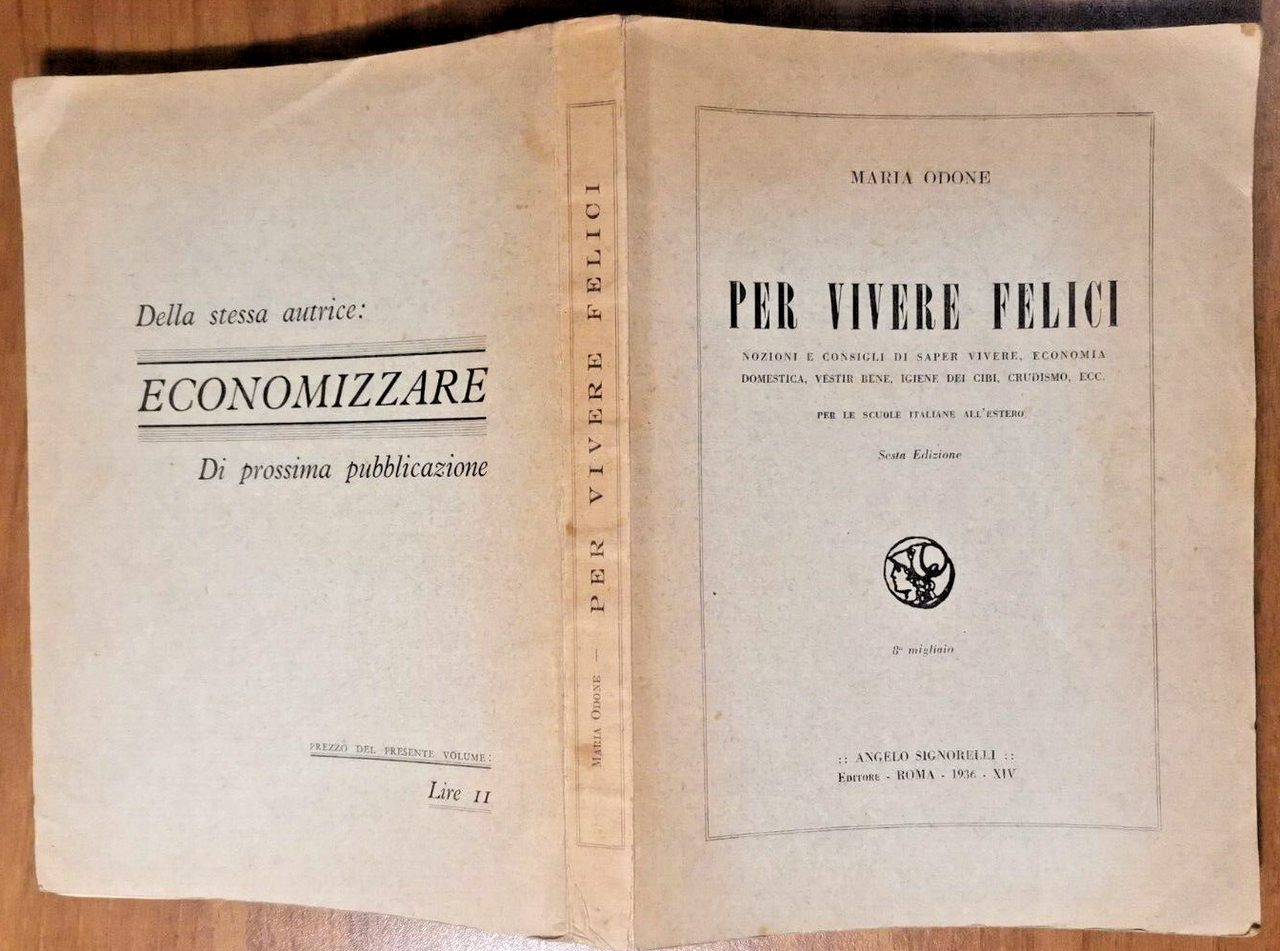 Della stessa autrice:
ECONOMIZZARE
Di prossima pubblicazione
PREZZO DEL PRESENTE VOLUME:
Lire 11
MARIA ODONE — PER VIVERE FELICI
MARIA ODONE
PER VIVERE FELICI
NOZIONI E CONSIGLI DI SAPER VIVERE, ECONOMIA
DOMESTICA, VESTIR BENE, IGIENE DEI CIBI, CRUDISMO, ECC.
PER LE SCUOLE ITALIANE ALL'ESTERO
Sesta Edizione
8º migliaio
:: ANGELO SIGNORELLI ::
EDITORE - ROMA - 1936 - XIV